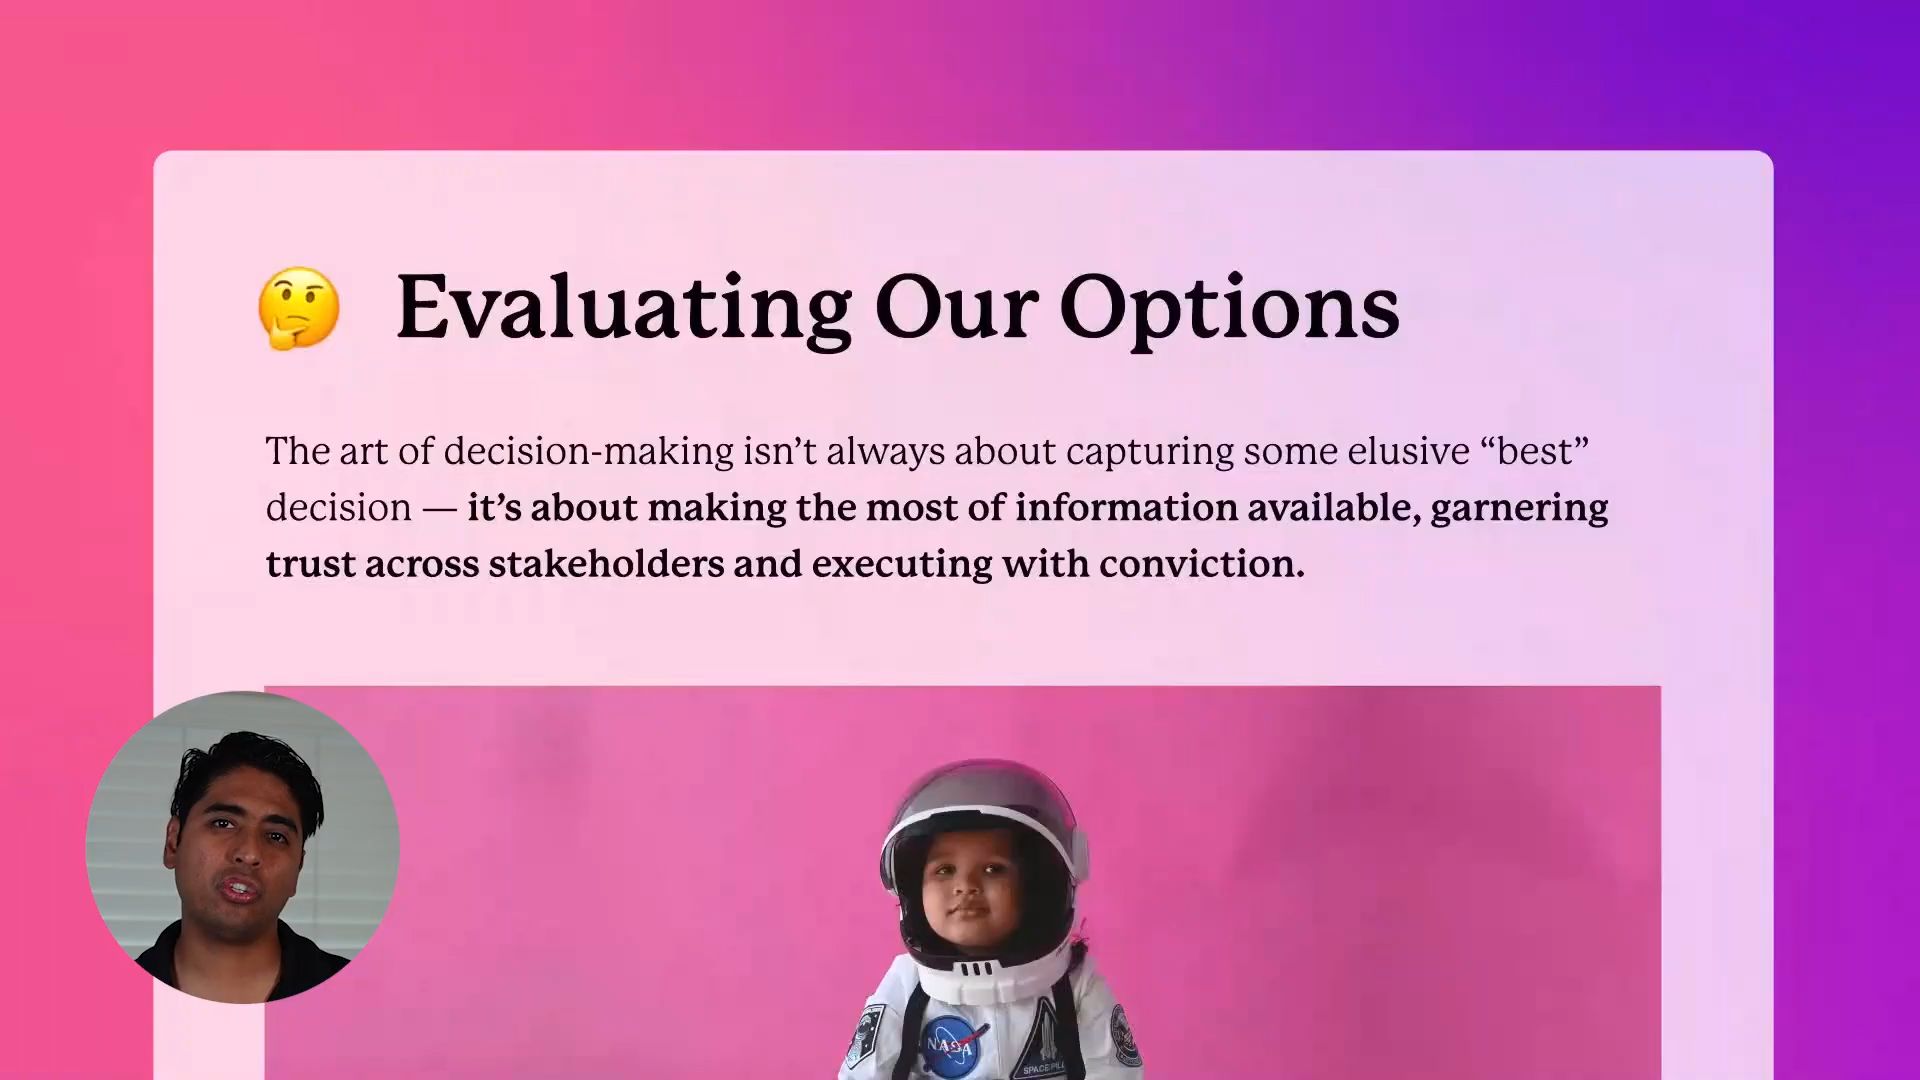 Evaluating Our Options
The art of decision-making isn’t always about capturing some elusive “best”
decision — it’s about making the most of information available, garnering
trust across stakeholders and executing with conviction.
NASA